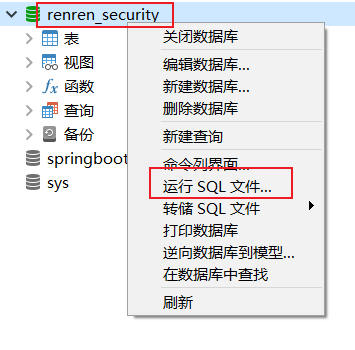 renren_security
表
视图
函数
查询
备份
springboot
sys
关闭数据库
编辑数据库...
新建数据库...
删除数据库
新建查询
命令列界面...
运行 SQL 文件...
转储 SQL 文件
打印数据库
逆向数据库到模型...
在数据库中查找
刷新